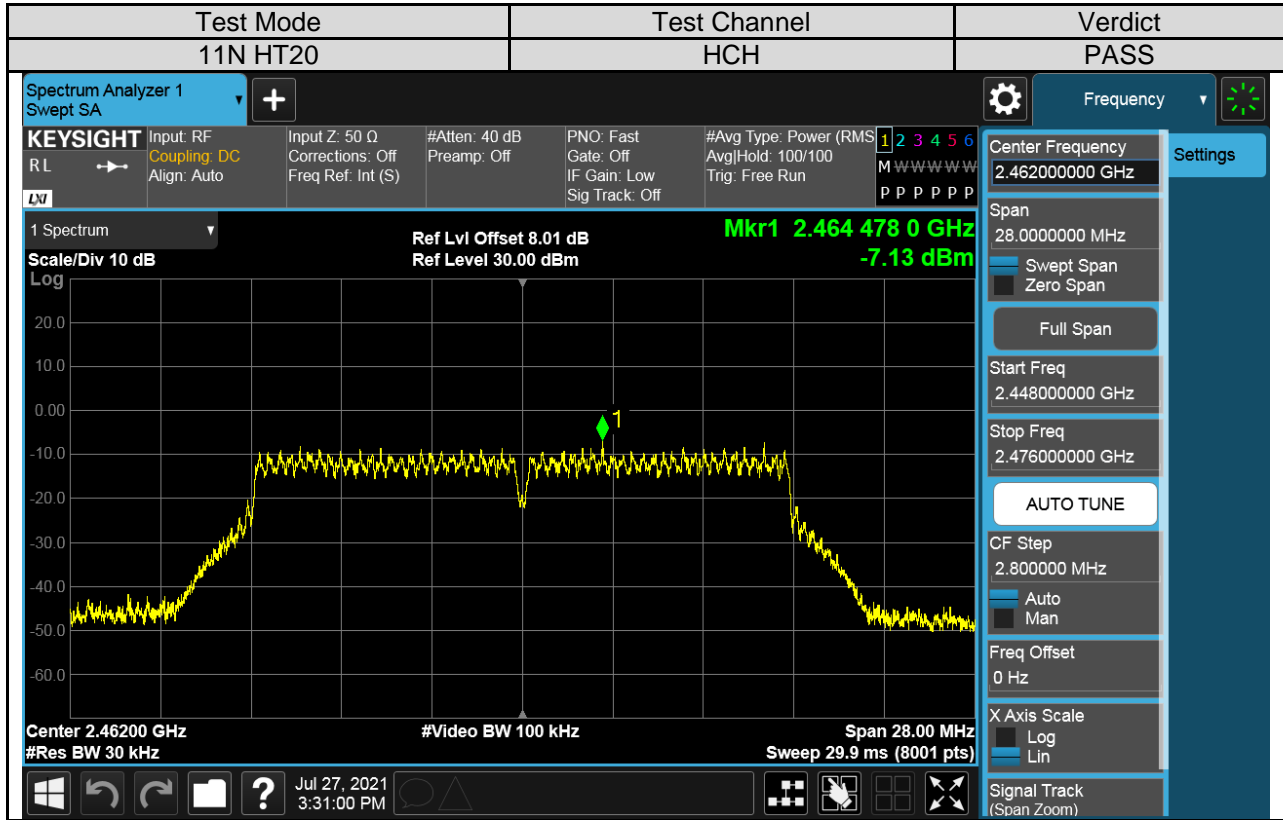 Test Mode Test Channel Verdict
11N HT20 HCH PASS
Spectrum Analyzer 1
Swept SA
+
Frequency
KEYSIGHT
RL
LXI
Input: RF
Coupling: DC
Align: Auto
Input Z: 50 Ω
Corrections: Off
Freq Ref: Int (S)
#Atten: 40 dB
Preamp: Off
PNO: Fast
Gate: Off
IF Gain: Low
Sig Track: Off
#Avg Type: Power (RMS
Avg|Hold: 100/100
Trig: Free Run
1 2 3 4 5 6
M W W W W W
P P P P P P
Center Frequency
2.462000000 GHz
Settings
Span
28.0000000 MHz
Swept Span
Zero Span
Full Span
Start Freq
2.448000000 GHz
Stop Freq
2.476000000 GHz
AUTO TUNE
CF Step
2.800000 MHz
Auto
Man
Freq Offset
0 Hz
X Axis Scale
Log
Lin
Signal Track
(Span Zoom)
1 Spectrum
Scale/Div 10 dB
Log
Ref Lvl Offset 8.01 dB
Ref Level 30.00 dBm
Mkr1 2.464 478 0 GHz
-7.13 dBm
20.0
10.0
0.00
-10.0
-20.0
-30.0
-40.0
-50.0
-60.0
1
Center 2.46200 GHz
#Res BW 30 kHz
#Video BW 100 kHz
Span 28.00 MHz
Sweep 29.9 ms (8001 pts)
?
Jul 27, 2021
3:31:00 PM